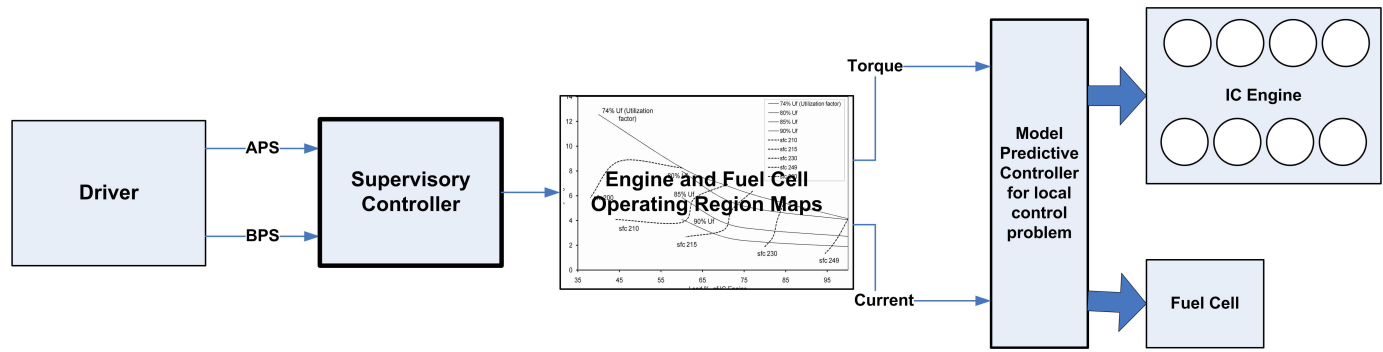 Driver
APS
BPS
Supervisory
Controller
14
12
10
8
6
4
2
0
35
45
55
65
75
85
95
74% Uf (Utilization
factor)
85% Uf
90% Uf
sfc 210
sfc 215
sfc 230
sfc 249
74% Uf (Utilization factor)
80% Uf
85% Uf
90% Uf
sfc 210
sfc 215
sfc 230
sfc 249
Engine and Fuel Cell
Operating Region Maps
Torque
Current
Model
Predictive
Controller
for local
control
problem
IC Engine
Fuel Cell